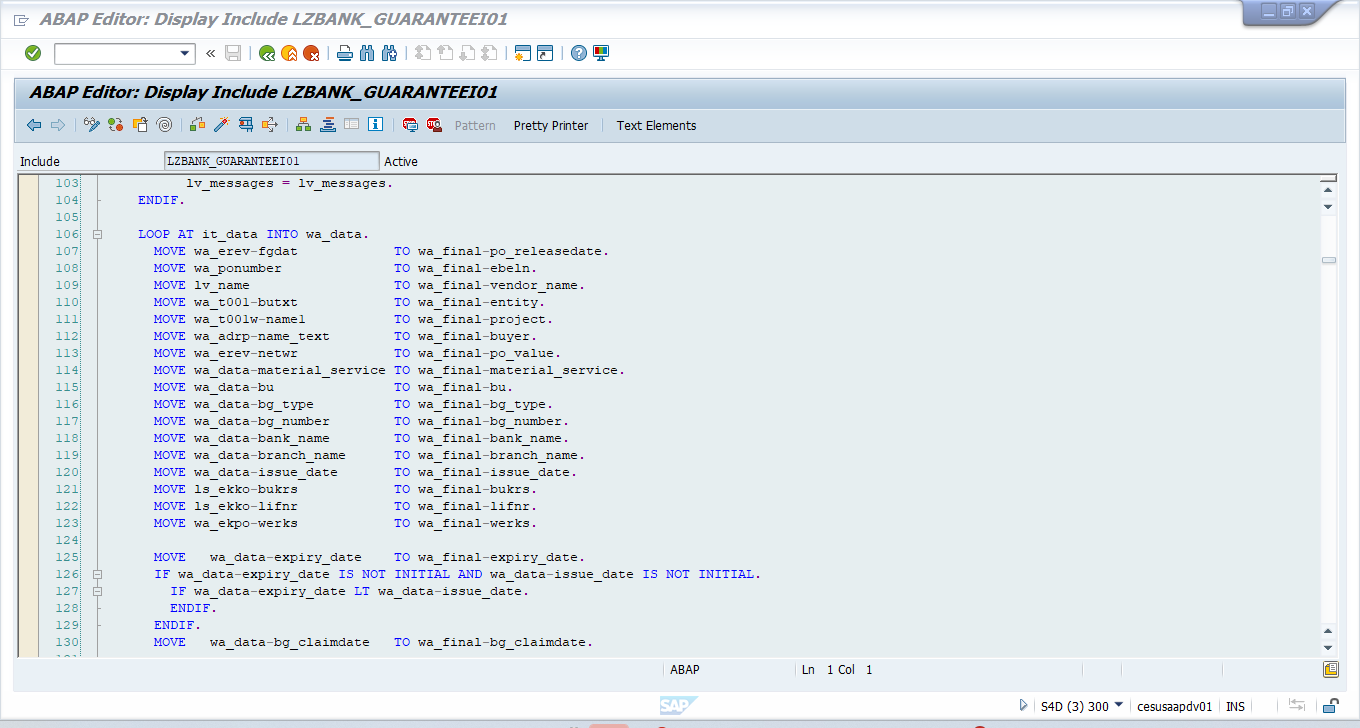 ABAP Editor: Display Include LZBANK_GUARANTEEI01
ABAP Editor: Display Include LZBANK_GUARANTEEI01
Pattern Pretty Printer Text Elements
Include LZBANK_GUARANTEEI01 Active
103 lv_messages = lv_messages.
104 ENDIF.
105
106 LOOP AT it_data INTO wa_data.
107 MOVE wa_erev-fgdat TO wa_final-po_releasedate.
108 MOVE wa_ponumber TO wa_final-ebeln.
109 MOVE lv_name TO wa_final-vendor_name.
110 MOVE wa_t001-butxt TO wa_final-entity.
111 MOVE wa_t001w-name1 TO wa_final-project.
112 MOVE wa_adrp-name_text TO wa_final-buyer.
113 MOVE wa_erev-netwr TO wa_final-po_value.
114 MOVE wa_data-material_service TO wa_final-material_service.
115 MOVE wa_data-bu TO wa_final-bu.
116 MOVE wa_data-bg_type TO wa_final-bg_type.
117 MOVE wa_data-bg_number TO wa_final-bg_number.
118 MOVE wa_data-bank_name TO wa_final-bank_name.
119 MOVE wa_data-branch_name TO wa_final-branch_name.
120 MOVE wa_data-issue_date TO wa_final-issue_date.
121 MOVE ls_ekko-bukrs TO wa_final-bukrs.
122 MOVE ls_ekko-lifnr TO wa_final-lifnr.
123 MOVE wa_ekpo-werks TO wa_final-werks.
124
125 MOVE wa_data-expiry_date TO wa_final-expiry_date.
126 IF wa_data-expiry_date IS NOT INITIAL AND wa_data-issue_date IS NOT INITIAL.
127 IF wa_data-expiry_date LT wa_data-issue_date.
128 ENDIF.
129 ENDIF.
130 MOVE wa_data-bg_claimdate TO wa_final-bg_claimdate.
ABAP Ln 1 Col 1
SAP S4D (3) 300 cesusaapdv01 INS